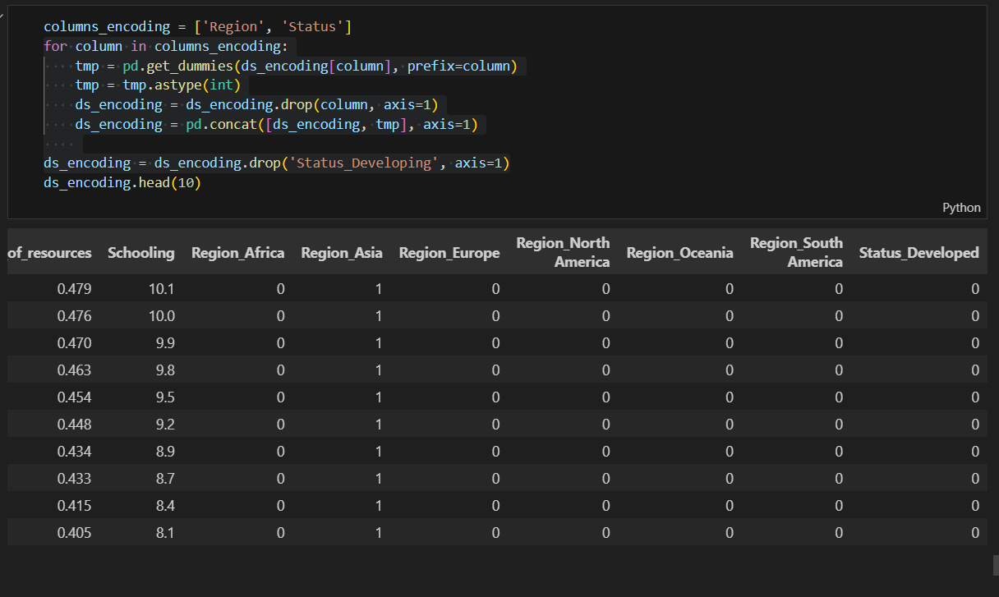 columns_encoding = ['Region', 'Status']
for column in columns_encoding:
    tmp = pd.get_dummies(ds_encoding[column], prefix=column)
    tmp = tmp.astype(int)
    ds_encoding = ds_encoding.drop(column, axis=1)
    ds_encoding = pd.concat([ds_encoding, tmp], axis=1)
ds_encoding = ds_encoding.drop('Status_Developing', axis=1)
ds_encoding.head(10)
Python
of_resources Schooling Region_Africa Region_Asia Region_Europe Region_North America Region_Oceania Region_South America Status_Developed
0.479 10.1 0 1 0 0 0 0 0
0.476 10.0 0 1 0 0 0 0 0
0.470 9.9 0 1 0 0 0 0 0
0.463 9.8 0 1 0 0 0 0 0
0.454 9.5 0 1 0 0 0 0 0
0.448 9.2 0 1 0 0 0 0 0
0.434 8.9 0 1 0 0 0 0 0
0.433 8.7 0 1 0 0 0 0 0
0.415 8.4 0 1 0 0 0 0 0
0.405 8.1 0 1 0 0 0 0 0